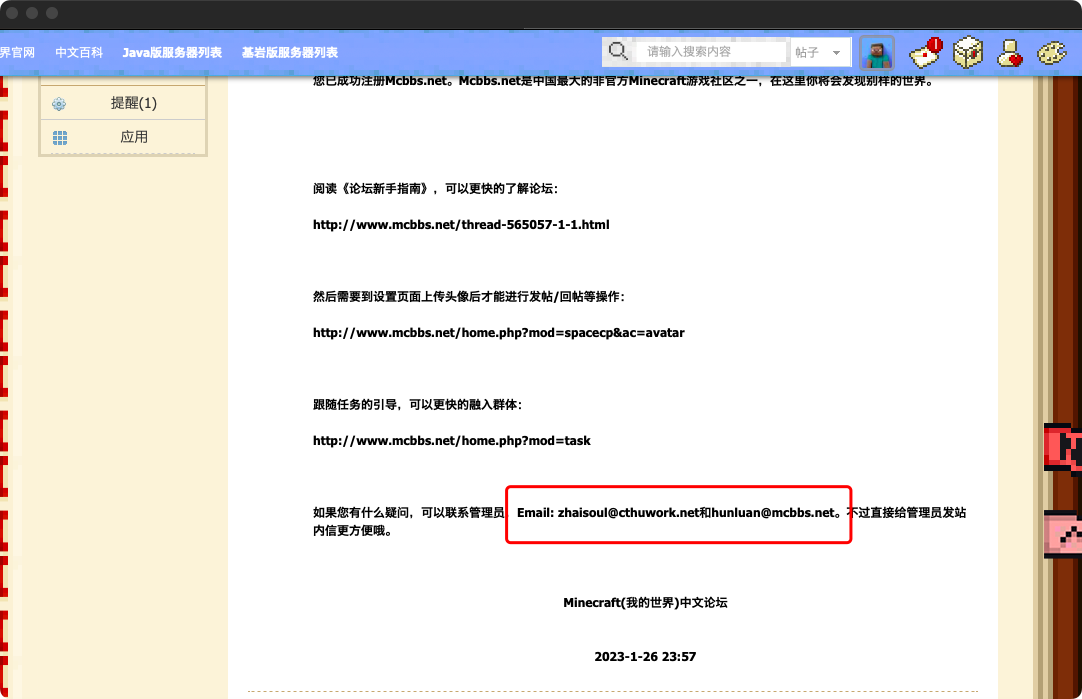 界官网 中文百科 Java版服务器列表 基岩版服务器列表 请输入搜索内容 帖子
您已成功注册Mcbbs.net。Mcbbs.net是中国最大的非官方Minecraft游戏社区之一，在这里你将会发现别样的世界。
提醒(1)
应用
阅读《论坛新手指南》，可以更快的了解论坛：
http://www.mcbbs.net/thread-565057-1-1.html
然后需要到设置页面上传头像后才能进行发帖/回帖等操作：
http://www.mcbbs.net/home.php?mod=spacecp&ac=avatar
跟随任务的引导，可以更快的融入群体：
http://www.mcbbs.net/home.php?mod=task
如果您有什么疑问，可以联系管理员，Email: zhaisoul@cthuwork.net和hunluan@mcbbs.net。不过直接给管理员发站
内信更方便哦。
Minecraft(我的世界)中文论坛
2023-1-26 23:57